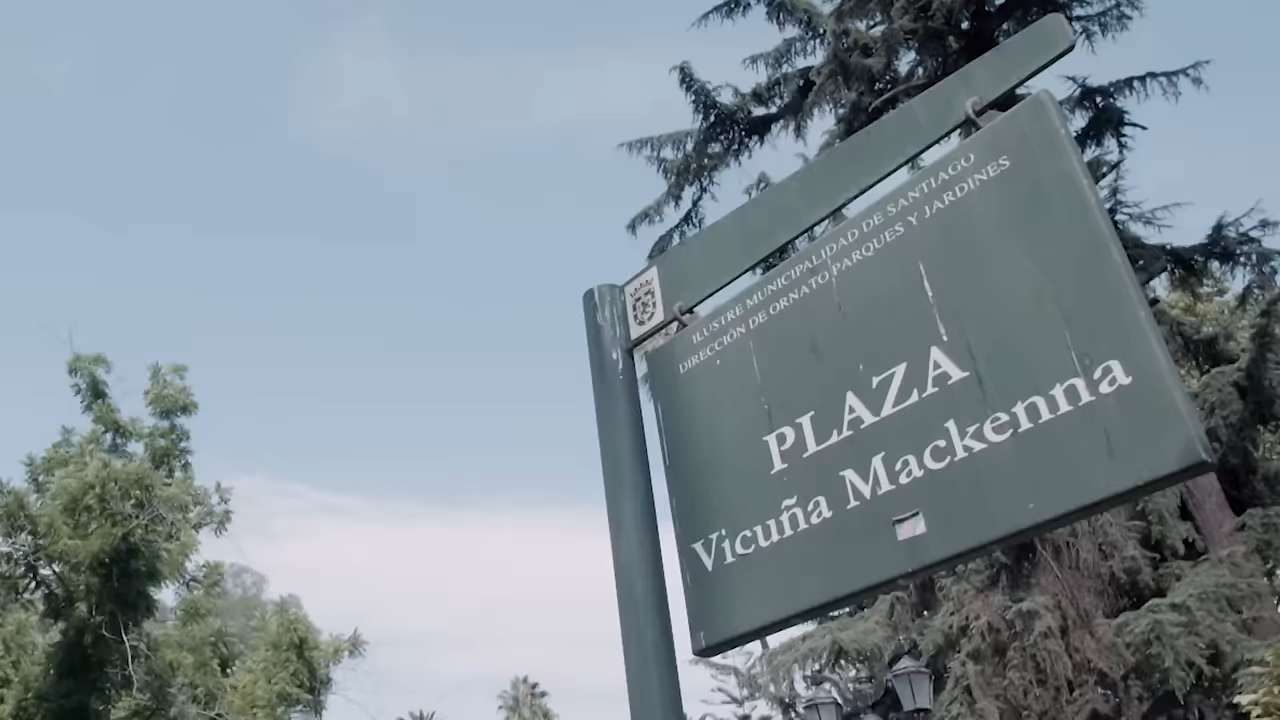 ILUSTRE MUNICIPALIDAD DE SANTIAGO
DIRECCIÓN DE ORNATO PARQUES Y JARDINES
PLAZA
Vicuña Mackenna